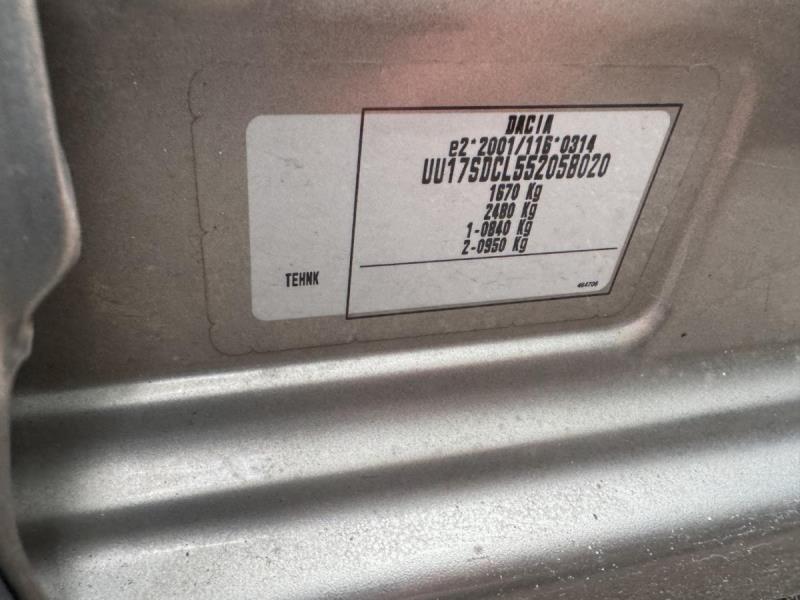 DACIA
e2*2001/116*0314
UU17SDCL552058020
1670 Kg
2480 Kg
1-0840 Kg
2-0950 Kg
TEHNK
464706